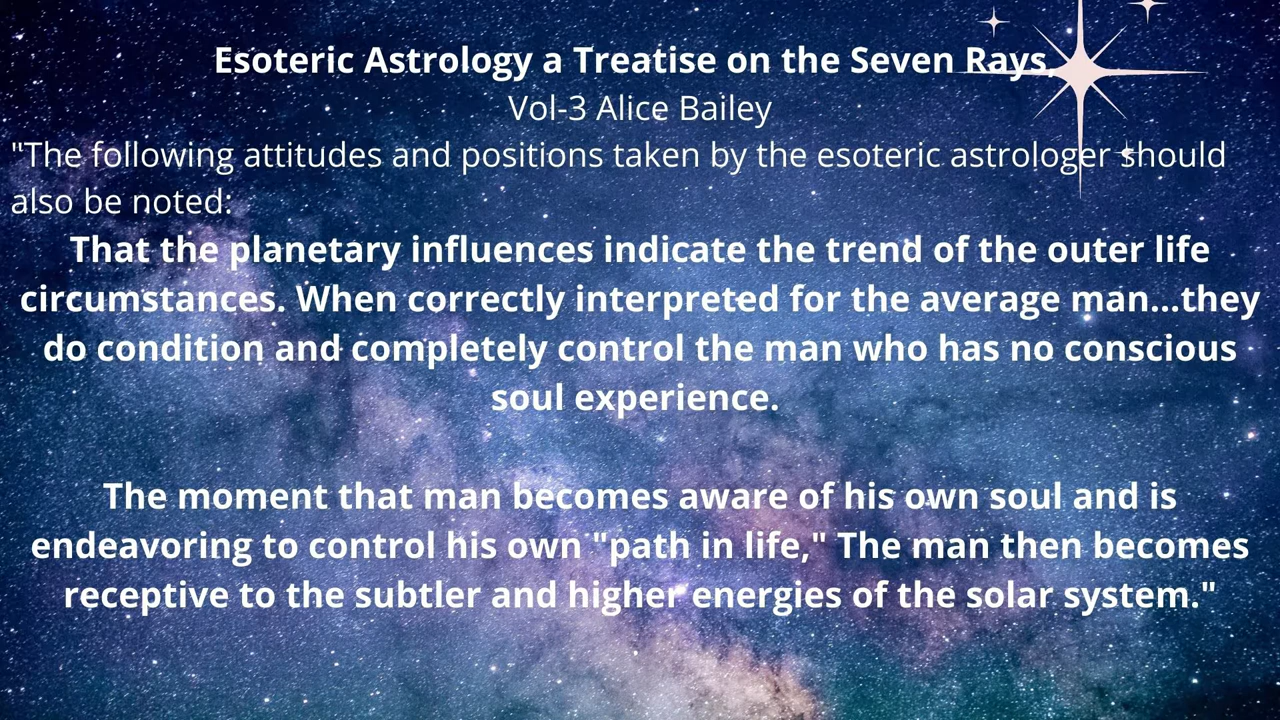 Esoteric Astrology a Treatise on the Seven Rays,
Vol-3 Alice Bailey
"The following attitudes and positions taken by the esoteric astrologer should
also be noted:
That the planetary influences indicate the trend of the outer life
circumstances. When correctly interpreted for the average man...they
do condition and completely control the man who has no conscious
soul experience.
The moment that man becomes aware of his own soul and is
endeavoring to control his own "path in life," The man then becomes
receptive to the subtler and higher energies of the solar system."